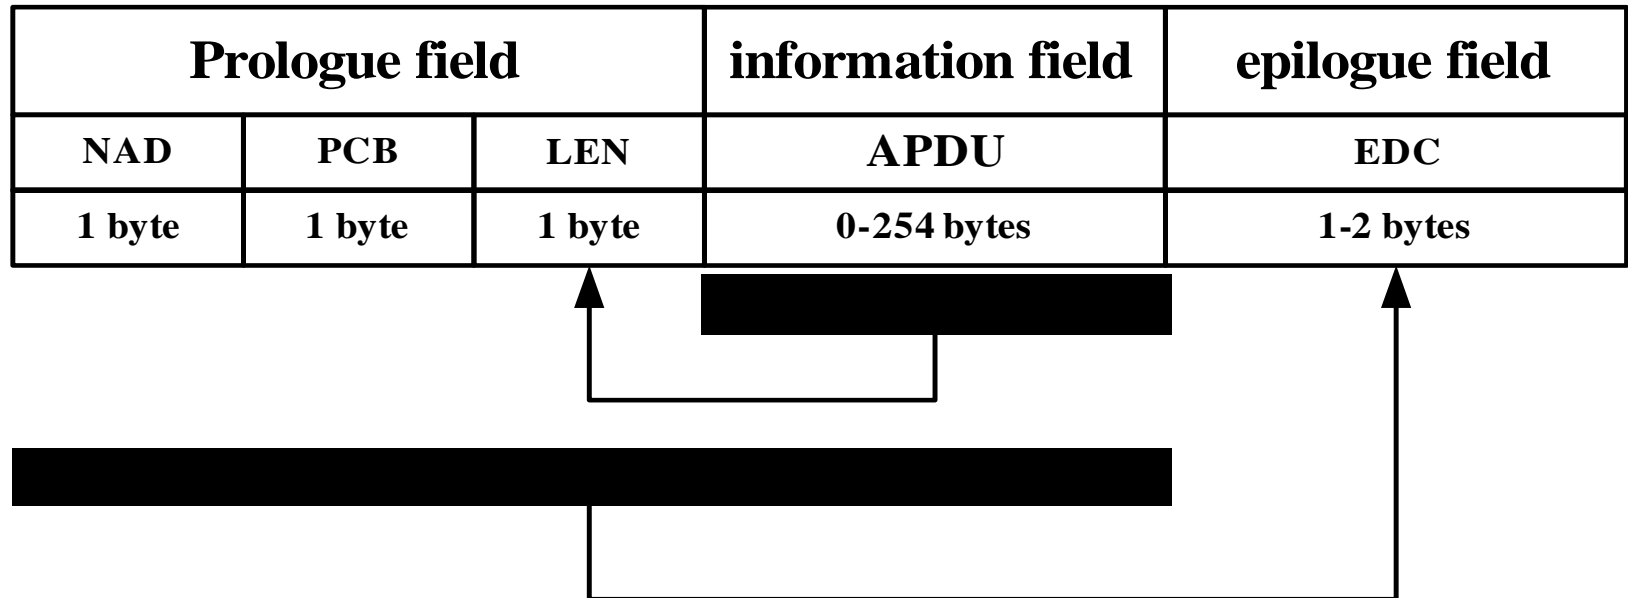 Prologue field information field epilogue field
NAD PCB LEN APDU EDC
1 byte 1 byte 1 byte 0-254 bytes 1-2 bytes